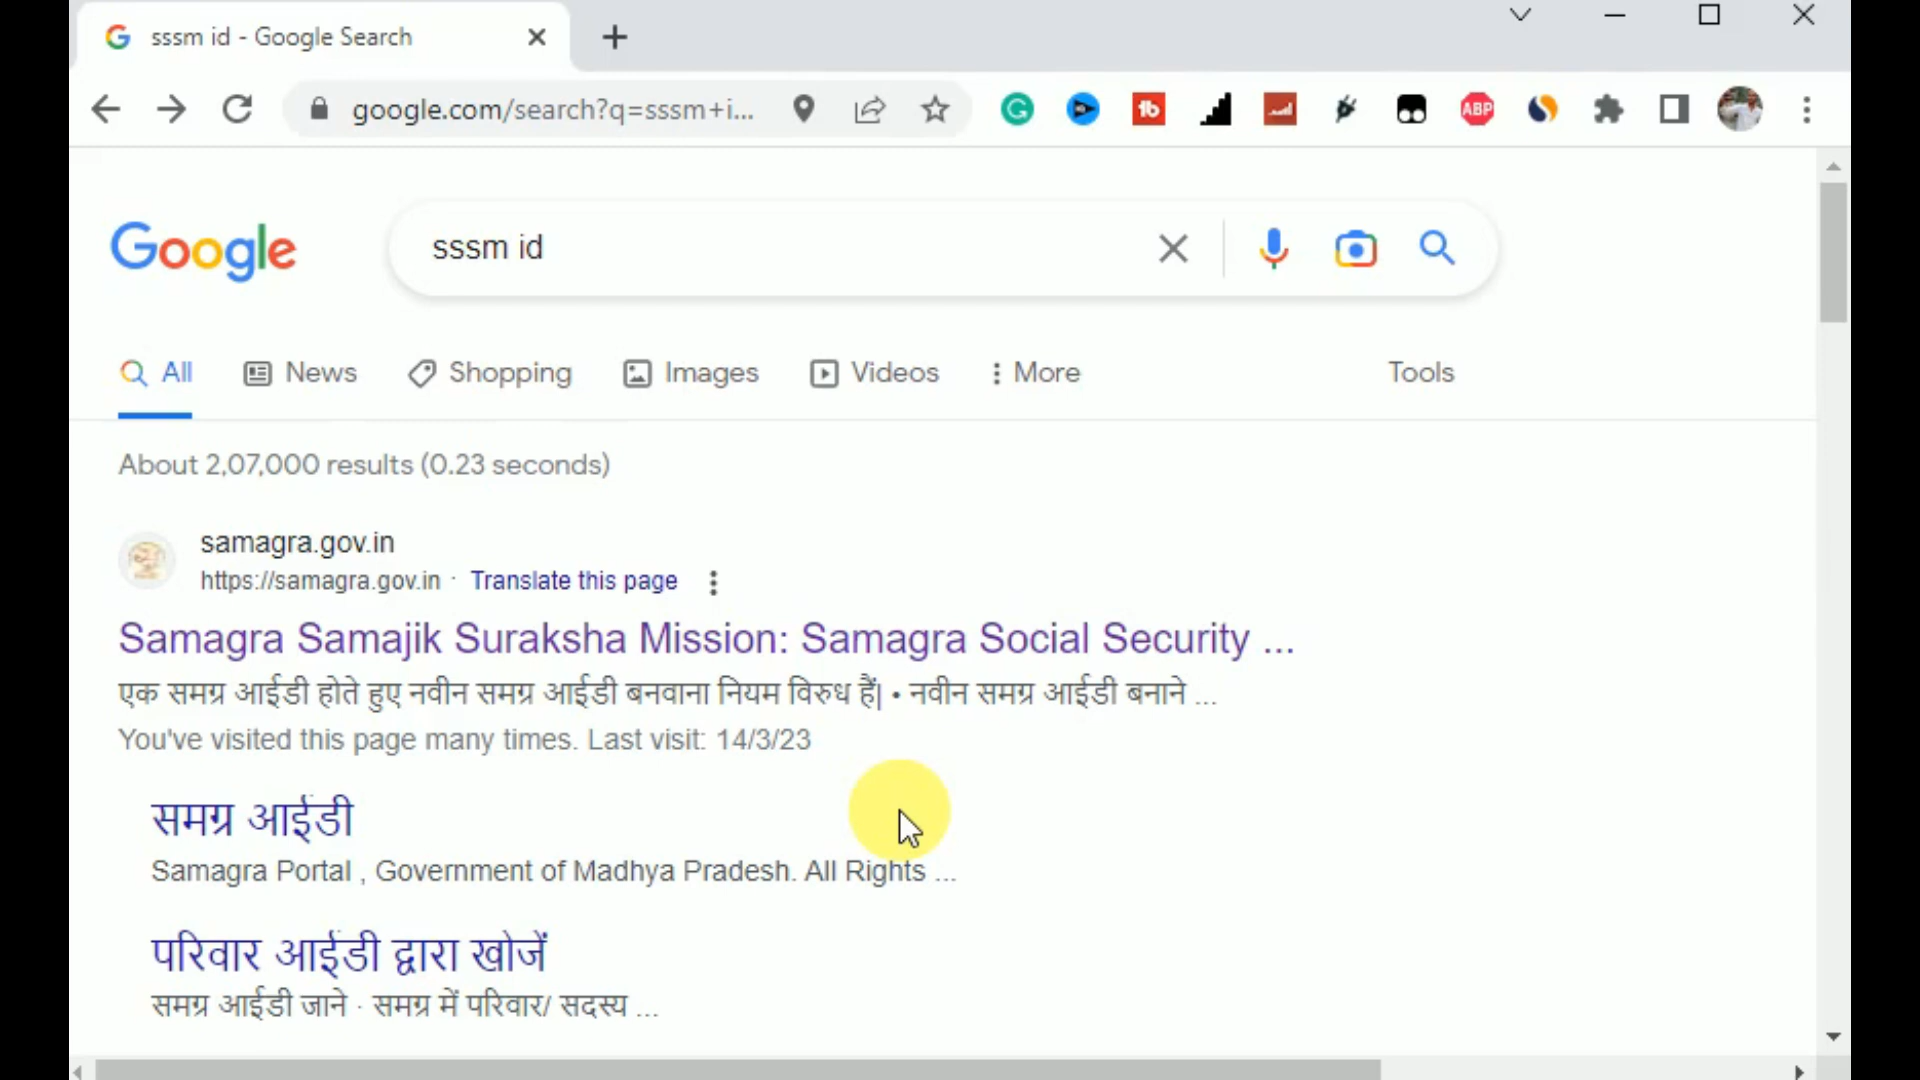 sssm id - Google Search
google.com/search?q=sssm+i...
ABP
Google
sssm id
All News Shopping Images Videos More Tools
About 2,07,000 results (0.23 seconds)
samagra.gov.in
https://samagra.gov.in · Translate this page
Samagra Samajik Suraksha Mission: Samagra Social Security ...
एक समग्र आईडी होते हुए नवीन समग्र आईडी बनवाना नियम विरुध हैं| • नवीन समग्र आईडी बनाने ...
You've visited this page many times. Last visit: 14/3/23
समग्र आईडी
Samagra Portal , Government of Madhya Pradesh. All Rights ...
परिवार आईडी द्वारा खोजें
समग्र आईडी जाने · समग्र में परिवार/ सदस्य ...